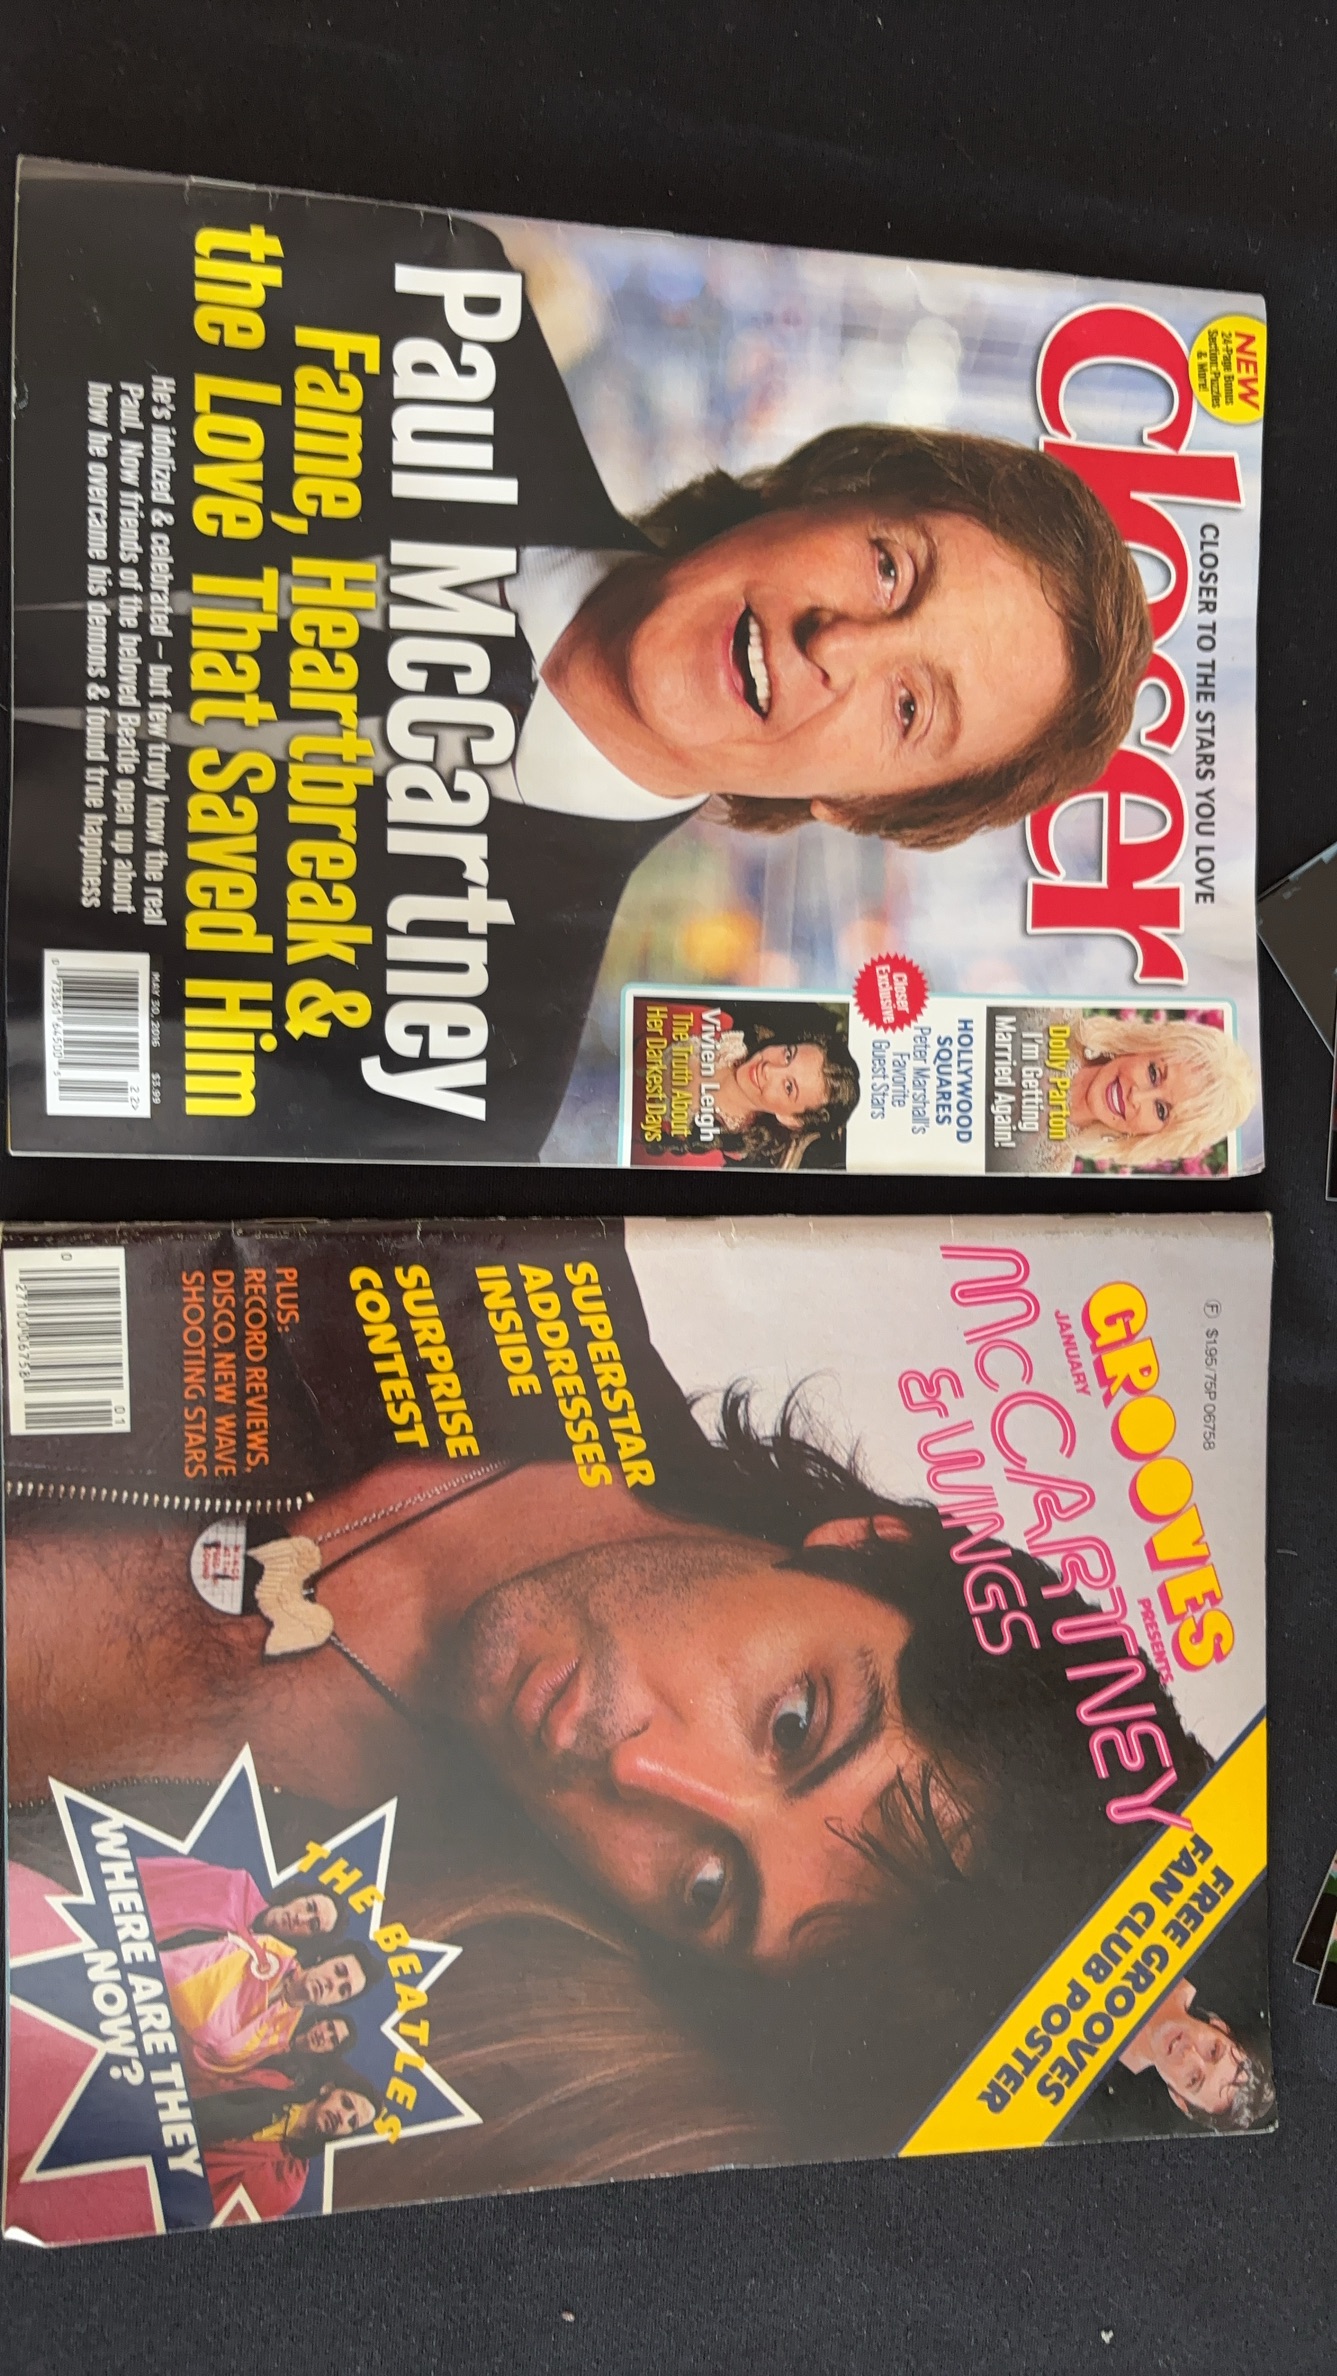 CLOSER TO THE STARS YOU LOVE
NEW
24-Page Bonus
Section: Puzzles
& More!
Closer
Dolly Parton
I'm Getting
Married Again!
HOLLYWOOD
SQUARES
Peter Marshall's
Favorite
Guest Stars
Closer
Exclusive
Vivien Leigh
The Truth About
Her Darkest Days
Paul McCartney
Fame, Heartbreak &
the Love That Saved Him
He's idolized & celebrated – but few truly know the real
Paul. Now friends of the beloved Beatle open up about
how he overcame his demons & found true happiness
MAY 30, 2016 $3.99
22>
Ⓕ $1.95/75P 06758
GROOVES
PRESENTS
JANUARY
McCARTNEY
& WINGS
FREE GROOVES
FAN CLUB POSTER
SUPERSTAR
ADDRESSES
INSIDE
SURPRISE
CONTEST
PLUS:
RECORD REVIEWS,
DISCO, NEW WAVE
SHOOTING STARS
THE BEATLES
WHERE ARE THEY
NOW?
01
0 27100 06758